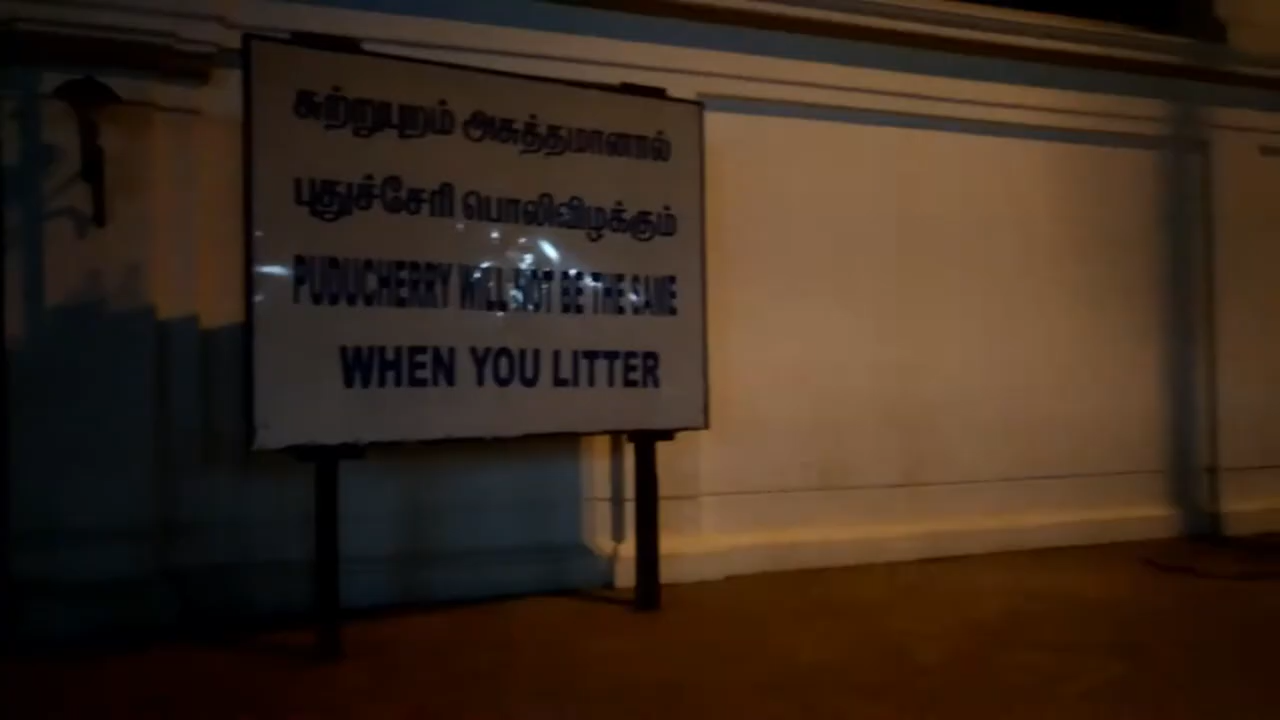 சுற்றுபுறம் அசுத்தமானால்
புதுச்சேரி பொலிவிழக்கும்
PUDUCHERRY WILL NOT BE THE SAME
WHEN YOU LITTER